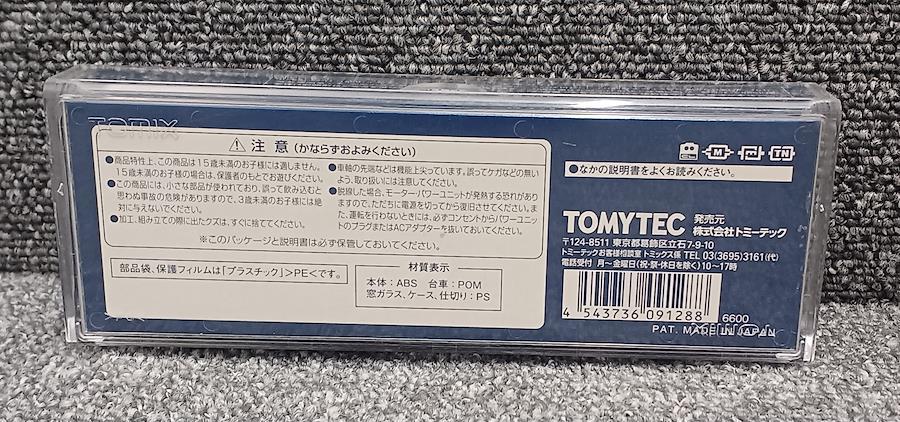 TOMIX
⚠ 注意 (かならずおよみください)
●商品特性上、この商品は15歳未満のお子様には適しません。
15歳未満のお子様の場合は、保護者のもとでお遊びください。
●この商品には、小さな部品が使われており、誤って飲み込むと
思わぬ事故の危険がありますので、3歳未満のお子様には絶
対に与えないでください。
●加工、組み立ての際に出たクズは、すぐに捨ててください。
●車軸の先端などは機能上尖っています。誤ってケガなどの無い
よう、取り扱いには注意してください。
●脱線した場合、モーター・パワーユニットが発熱する恐れがあり
ますので、ただちに電源を切ってから復旧させてください。ま
た、運転を行わないときには、必ずコンセントからパワーユニッ
トのプラグまたはACアダプターを抜いておいてください。
※このパッケージと説明書は必ず保管しておいてください。
部品袋、保護フィルムは「プラスチック」>PE<です。
材質表示
本体:ABS 台車:POM
窓ガラス、ケース、仕切り:PS
M T TN
●なかの説明書をよくお読みください。
TOMYTEC 発売元
株式会社トミーテック
〒124-8511 東京都葛飾区立石7-9-10
トミーテックお客様相談室 トミックス係 TEL 03(3695)3161(代)
電話受付 月〜金曜日(祝・祭・休日を除く)10〜17時
4 543736 091288
6600
PAT. MADE IN JAPAN